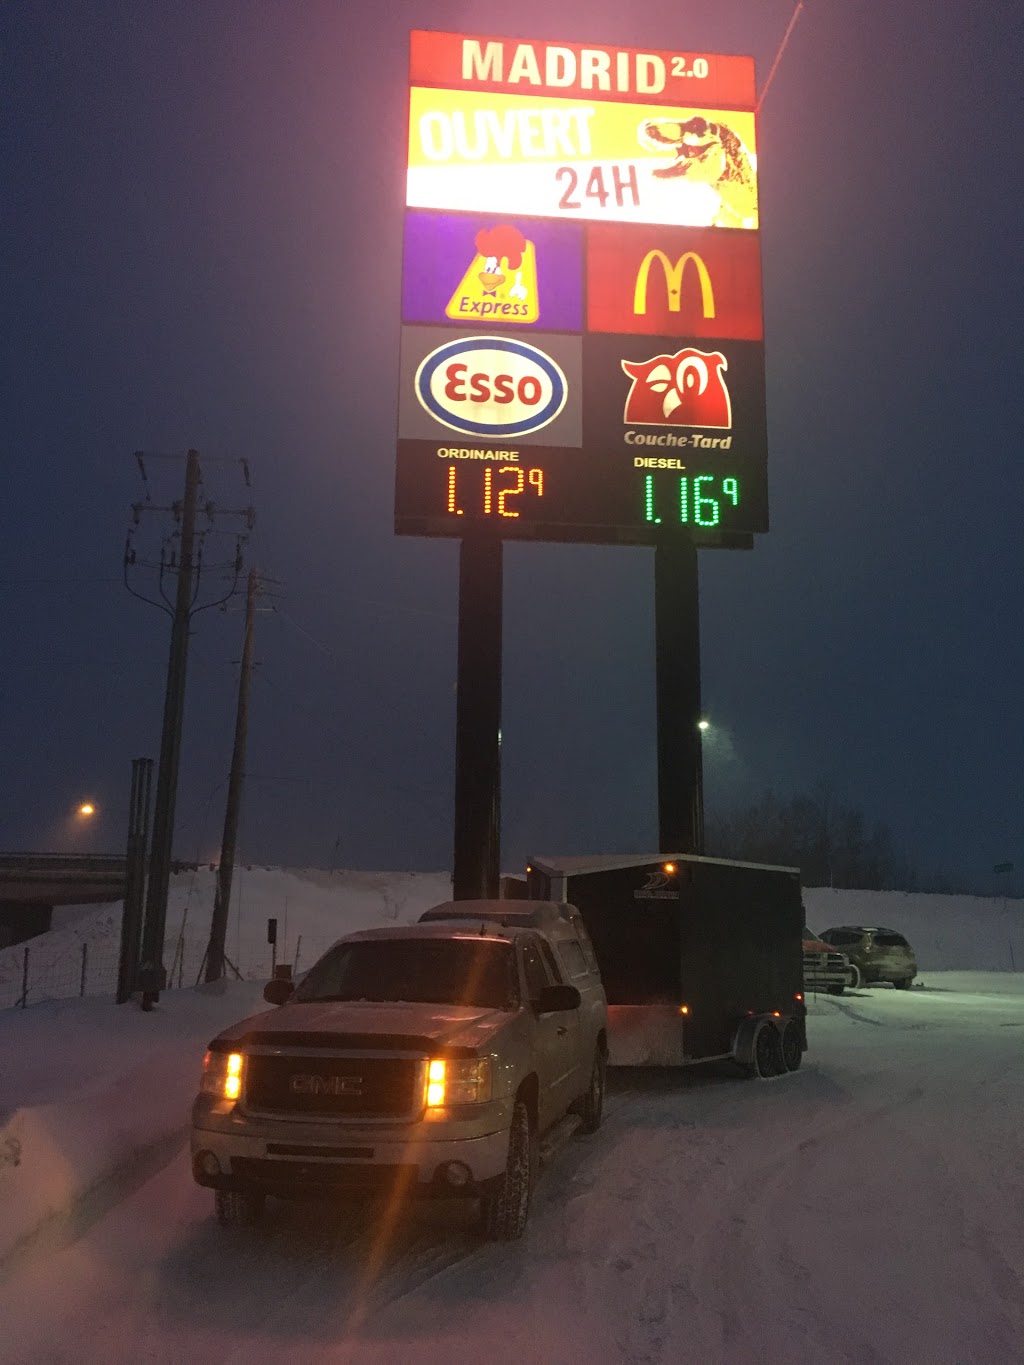 MADRID 2.0
OUVERT
24H
Express
Esso
Couche-Tard
ORDINAIRE
1.12⁹
DIESEL
1.16⁹
GMC